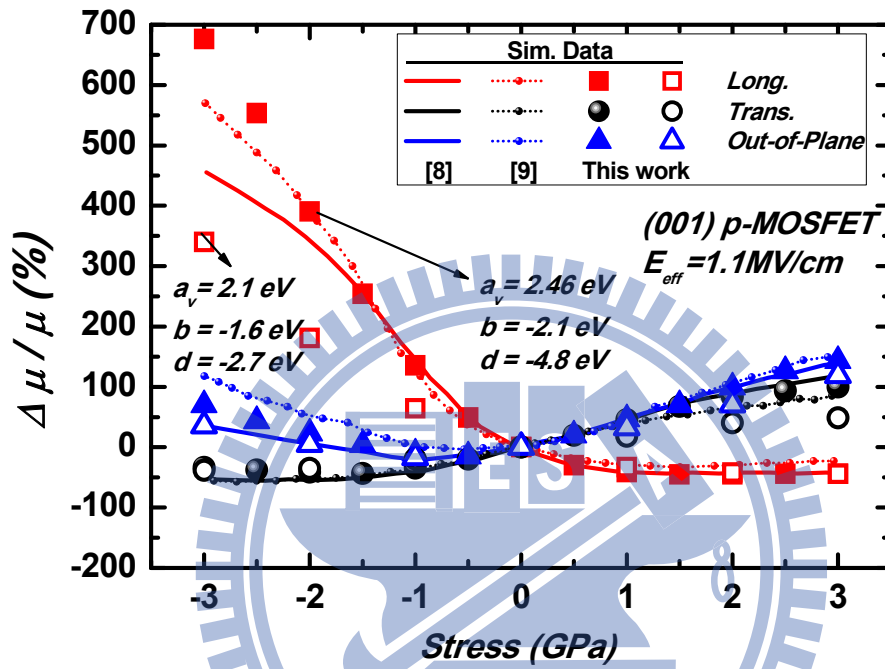 700
600
500
400
300
200
100
0
-100
-200
Δ μ / μ (%)
Sim. Data
Long.
Trans.
Out-of-Plane
[8] [9] This work
(001) p-MOSFET
E_eff =1.1MV/cm
a_v = 2.1 eV
b = -1.6 eV
d = -2.7 eV
a_v = 2.46 eV
b = -2.1 eV
d = -4.8 eV
-3 -2 -1 0 1 2 3
Stress (GPa)